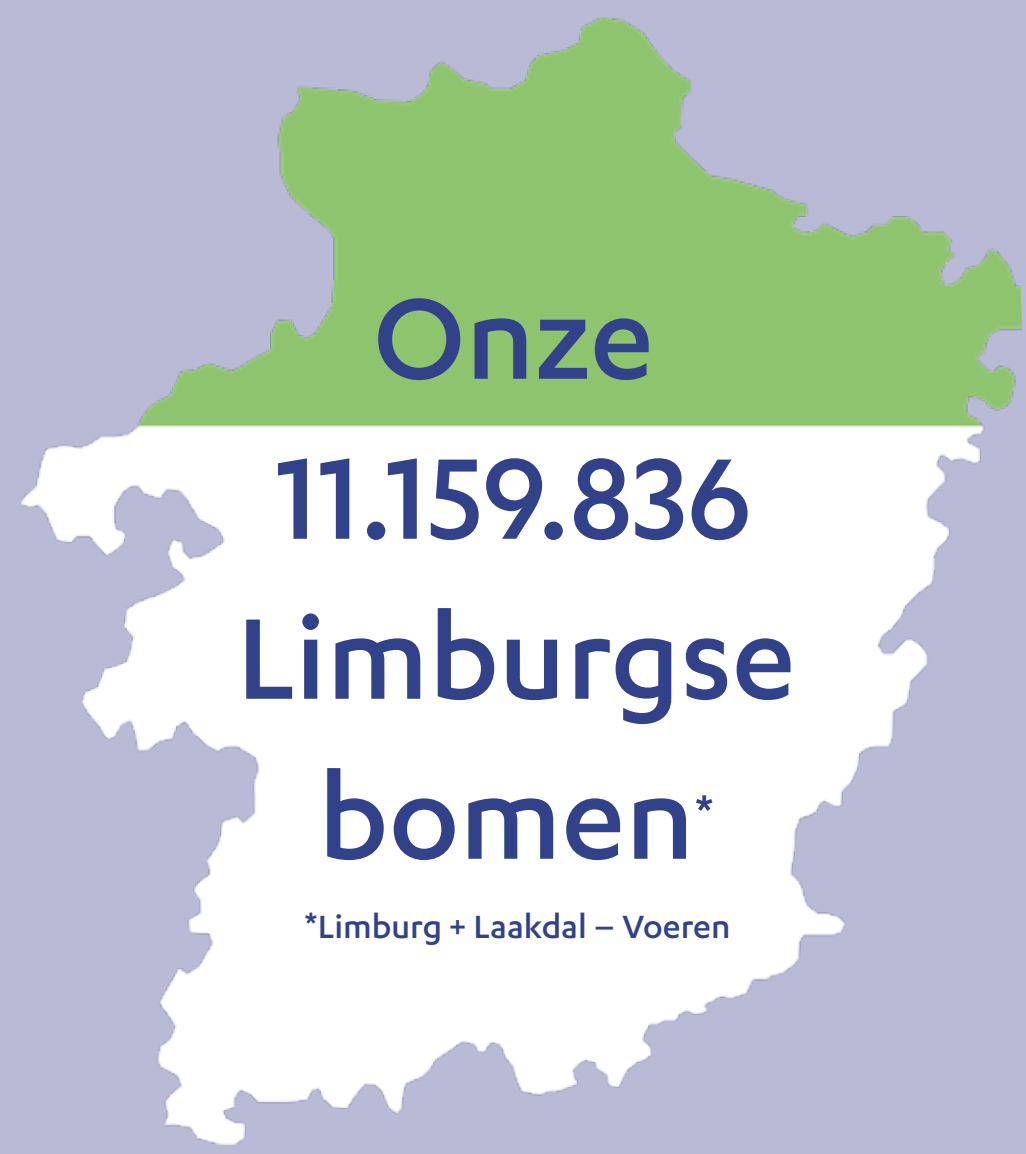 Onze
11.159.836
Limburgse
bomen*
*Limburg + Laakdal – Voeren